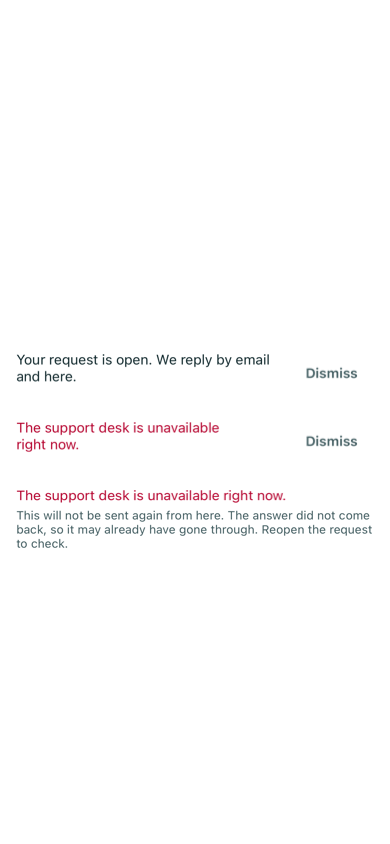 Your request is open. We reply by email
and here.
Dismiss
The support desk is unavailable
right now.
Dismiss
The support desk is unavailable right now.
This will not be sent again from here. The answer did not come
back, so it may already have gone through. Reopen the request
to check.